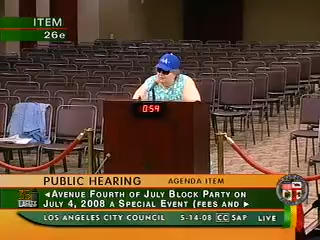 ITEM
26e
0:54
PUBLIC HEARING AGENDA ITEM
◄AVENUE FOURTH OF JULY BLOCK PARTY ON
JULY 4, 2008 A SPECIAL EVENT (FEES AND ►
LOS ANGELES CITY COUNCIL 5-14-08 CC SAP LIVE